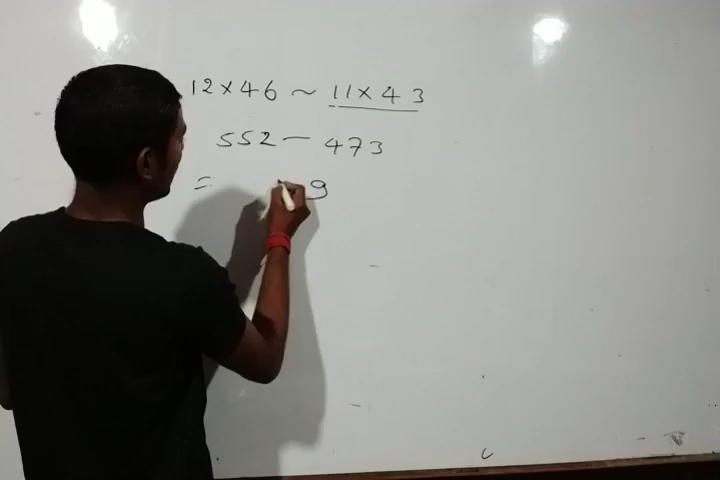 12×46 ~ 11×43
552 − 473
= 9